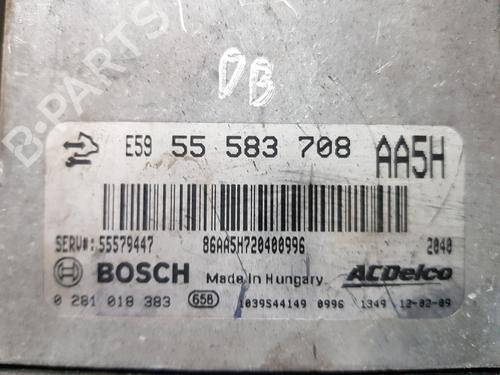 B-PARTS
DB
E59 55 583 708 AA5H
SERV#: 55579447 86AA5H720400996 2040
BOSCH Made in Hungary ACDelco
0 281 018 383 658 1039S44149 0996 1349 12-02-09